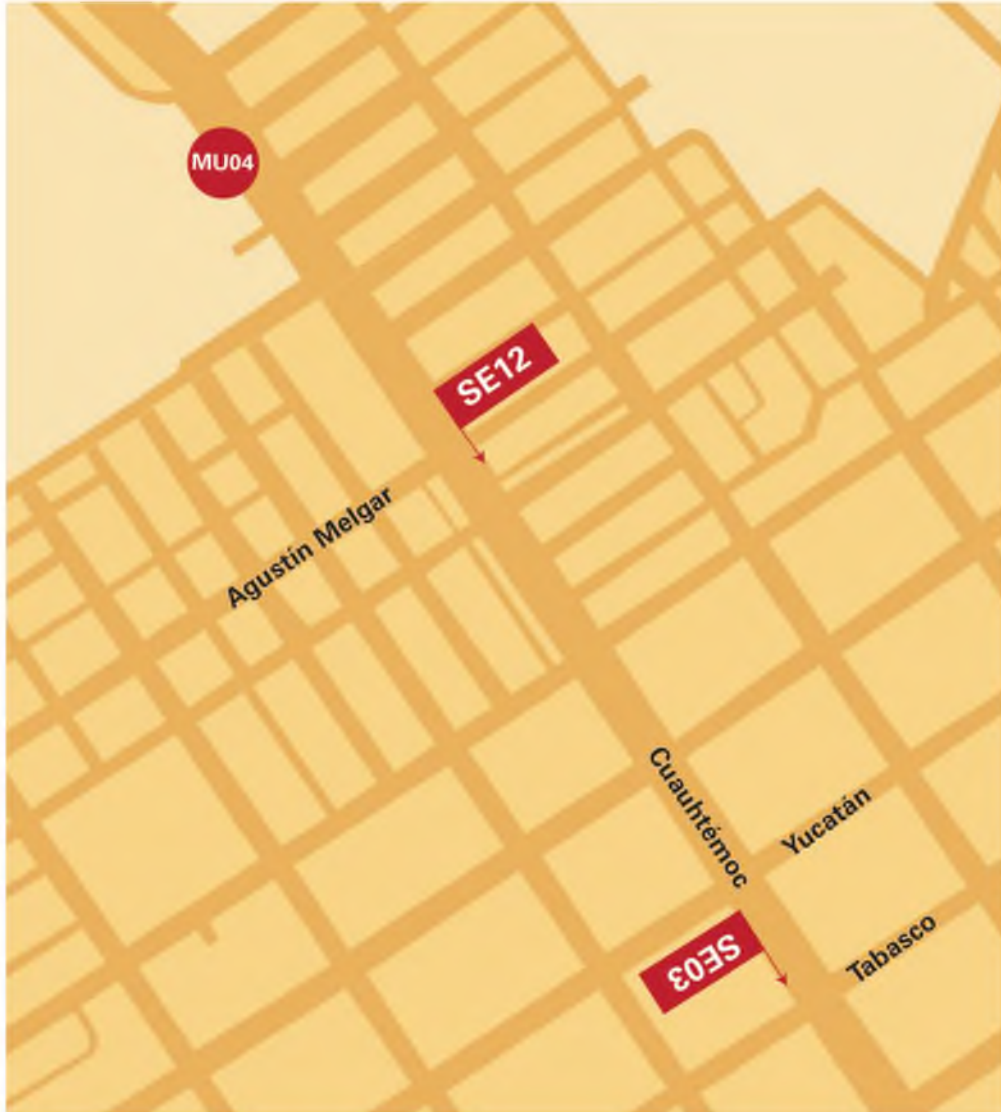 MU04
SE12
Agustín Melgar
Cuauhtémoc
Yucatán
Tabasco
SE03